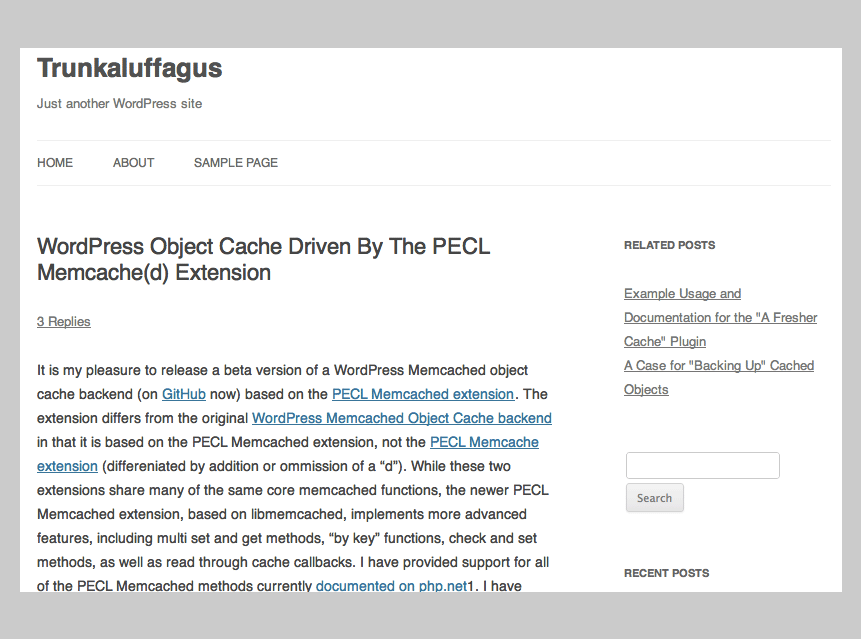 Trunkaluffagus
Just another WordPress site
HOME ABOUT SAMPLE PAGE
WordPress Object Cache Driven By The PECL
Memcache(d) Extension
3 Replies
It is my pleasure to release a beta version of a WordPress Memcached object
cache backend (on GitHub now) based on the PECL Memcached extension. The
extension differs from the original WordPress Memcached Object Cache backend
in that it is based on the PECL Memcached extension, not the PECL Memcache
extension (differeniated by addition or ommission of a “d”). While these two
extensions share many of the same core memcached functions, the newer PECL
Memcached extension, based on libmemcached, implements more advanced
features, including multi set and get methods, “by key” functions, check and set
methods, as well as read through cache callbacks. I have provided support for all
of the PECL Memcached methods currently documented on php.net1. I have
RELATED POSTS
Example Usage and
Documentation for the "A Fresher
Cache" Plugin
A Case for "Backing Up" Cached
Objects
Search
RECENT POSTS